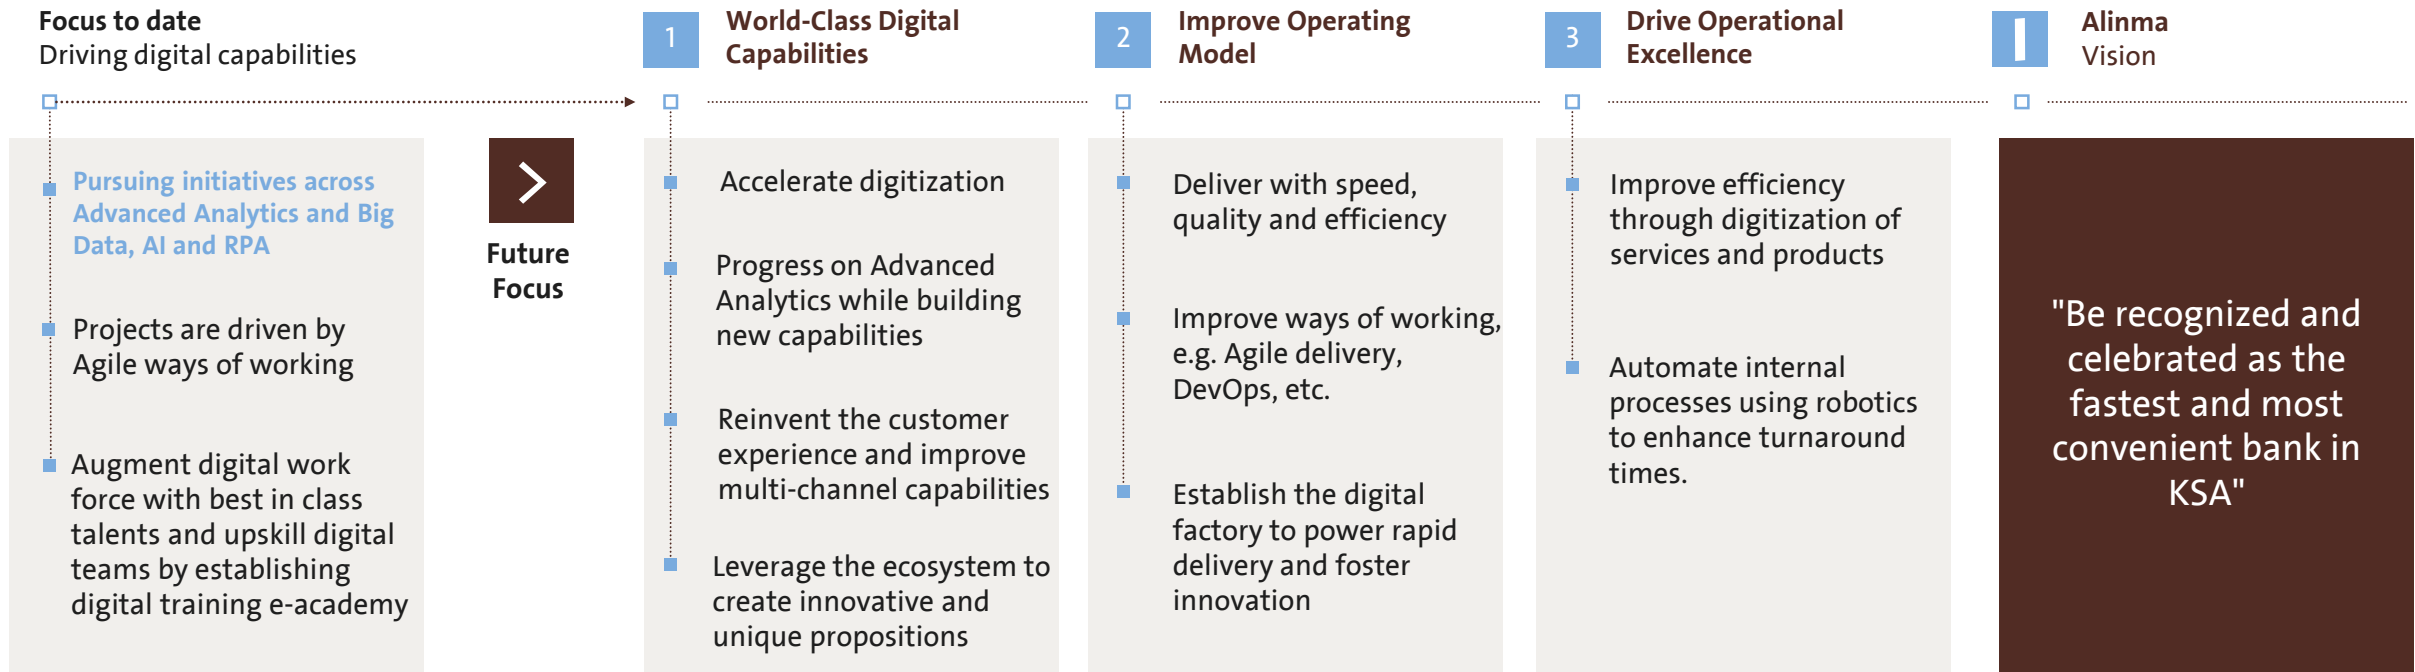 Focus to date
Driving digital capabilities
Pursuing initiatives across
Advanced Analytics and Big
Data, AI and RPA
Projects are driven by
Agile ways of working
Augment digital work
force with best in class
talents and upskill digital
teams by establishing
digital training e-academy
Future
Focus
1
World-Class Digital
Capabilities
Accelerate digitization
Progress on Advanced
Analytics while building
new capabilities
Reinvent the customer
experience and improve
multi-channel capabilities
Leverage the ecosystem to
create innovative and
unique propositions
2
Improve Operating
Model
Deliver with speed,
quality and efficiency
Improve ways of working,
e.g. Agile delivery,
DevOps, etc.
Establish the digital
factory to power rapid
delivery and foster
innovation
3
Drive Operational
Excellence
Improve efficiency
through digitization of
services and products
Automate internal
processes using robotics
to enhance turnaround
times.
Alinma
Vision
"Be recognized and
celebrated as the
fastest and most
convenient bank in
KSA"